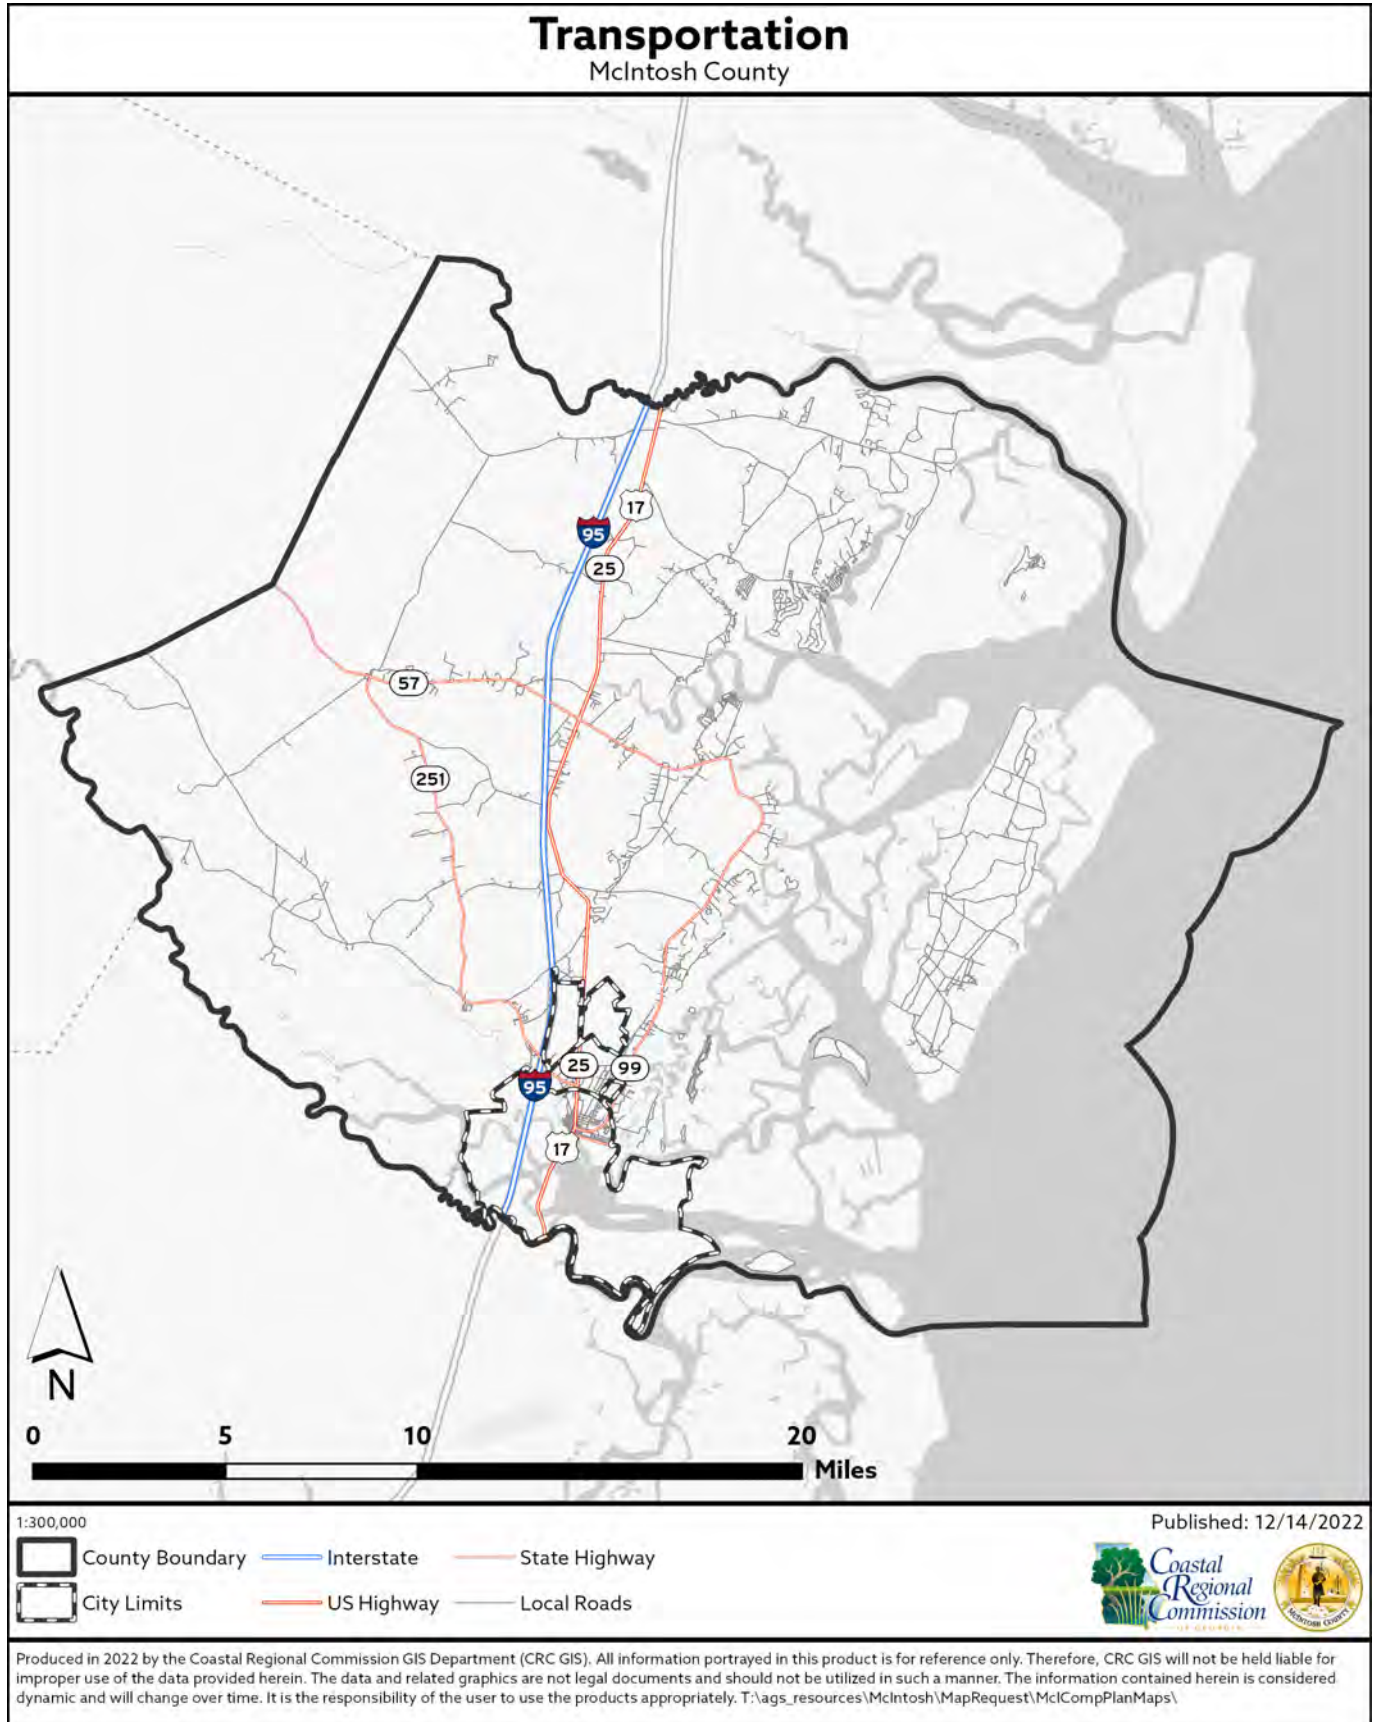 Transportation
McIntosh County
17
95
25
57
251
25
99
95
17
N
0 5 10 20
Miles
1:300,000
Published: 12/14/2022
County Boundary Interstate State Highway
City Limits US Highway Local Roads
Coastal
Regional
Commission
OF GEORGIA
McINTOSH COUNTY
Produced in 2022 by the Coastal Regional Commission GIS Department (CRC GIS). All information portrayed in this product is for reference only. Therefore, CRC GIS will not be held liable for
improper use of the data provided herein. The data and related graphics are not legal documents and should not be utilized in such a manner. The information contained herein is considered
dynamic and will change over time. It is the responsibility of the user to use the products appropriately. T:\ags_resources\McIntosh\MapRequest\McICompPlanMaps\